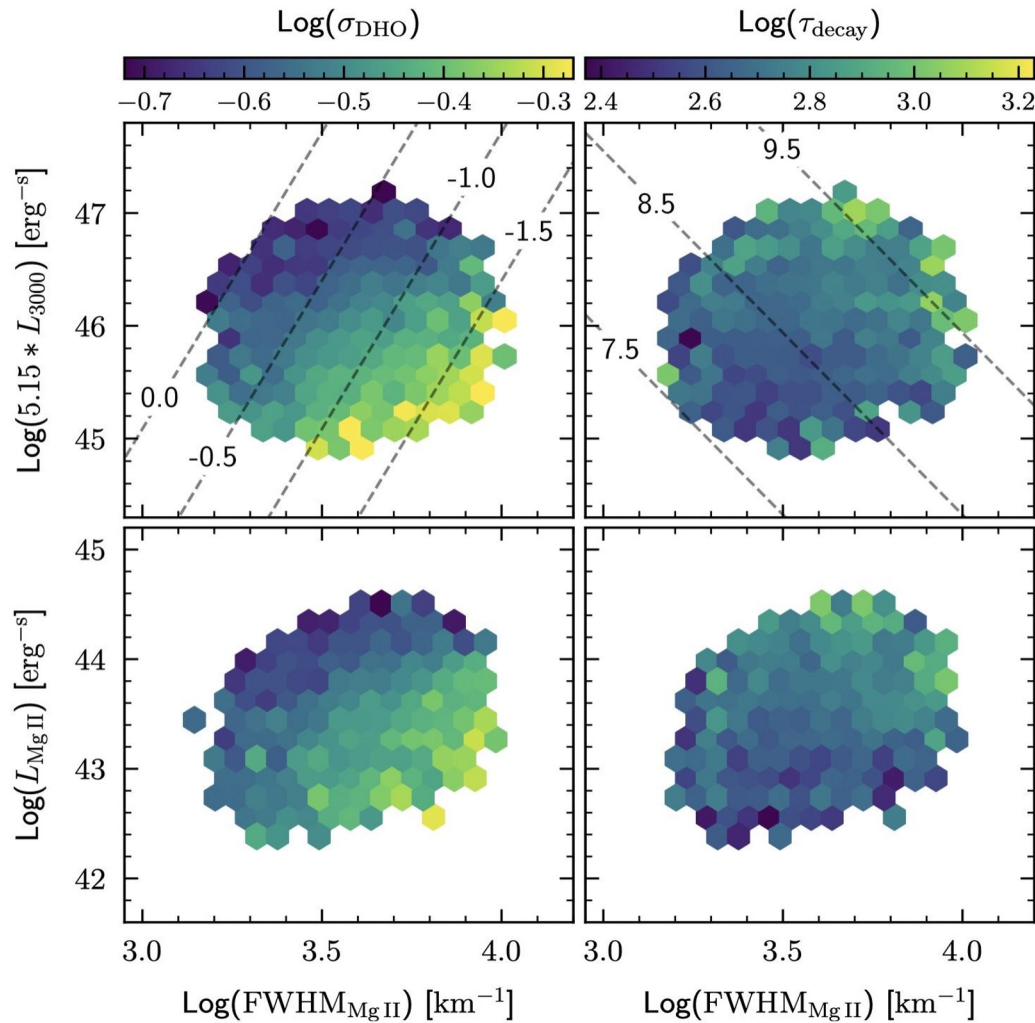 Log(σ_DHO)
Log(τ_decay)
−0.7 −0.6 −0.5 −0.4 −0.3
2.4 2.6 2.8 3.0 3.2
Log(5.15 * L_3000) [erg^−s]
47
46
45
0.0
-0.5
-1.0
-1.5
9.5
8.5
7.5
Log(L_Mg II) [erg^−s]
45
44
43
42
3.0 3.5 4.0
3.0 3.5 4.0
Log(FWHM_Mg II) [km^−1]
Log(FWHM_Mg II) [km^−1]